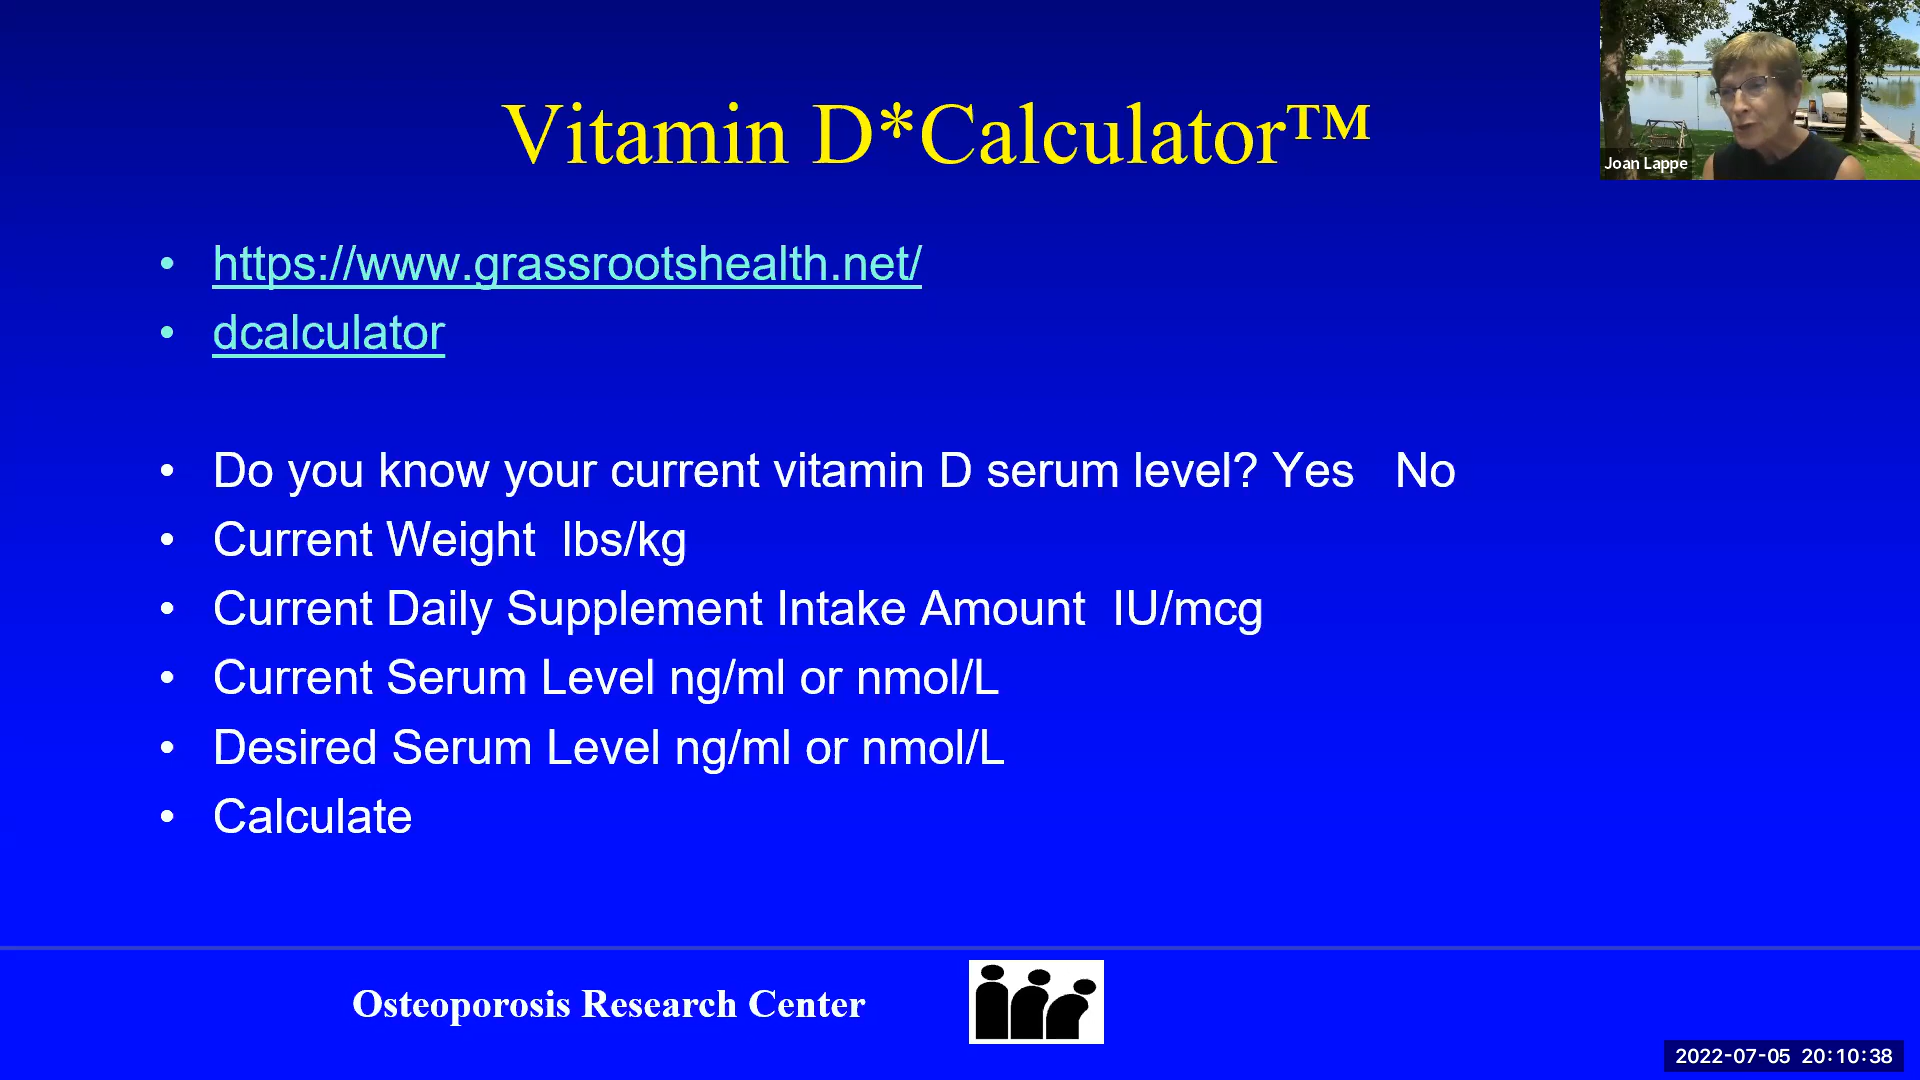 Vitamin D*Calculator™
Joan Lappe
• https://www.grassrootshealth.net/
• dcalculator
• Do you know your current vitamin D serum level? Yes No
• Current Weight lbs/kg
• Current Daily Supplement Intake Amount IU/mcg
• Current Serum Level ng/ml or nmol/L
• Desired Serum Level ng/ml or nmol/L
• Calculate
Osteoporosis Research Center
2022-07-05 20:10:38